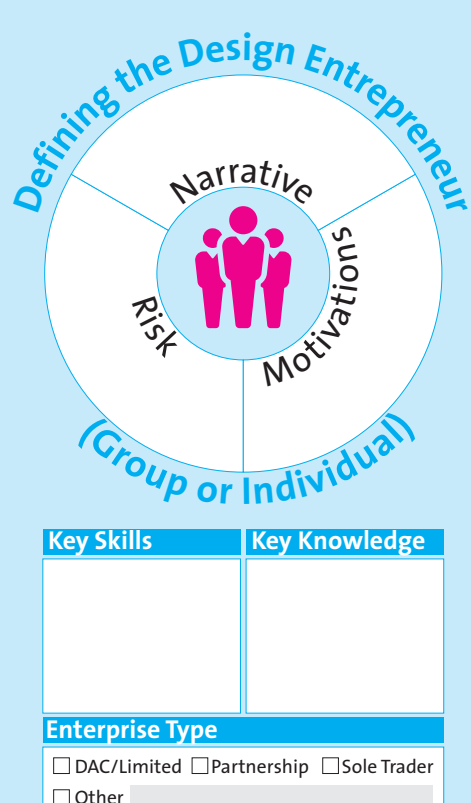 Defining the Design Entrepreneur
Narrative
Risk
Motivations
(Group or Individual)
Key Skills
Key Knowledge
Enterprise Type
DAC/Limited Partnership Sole Trader
Other